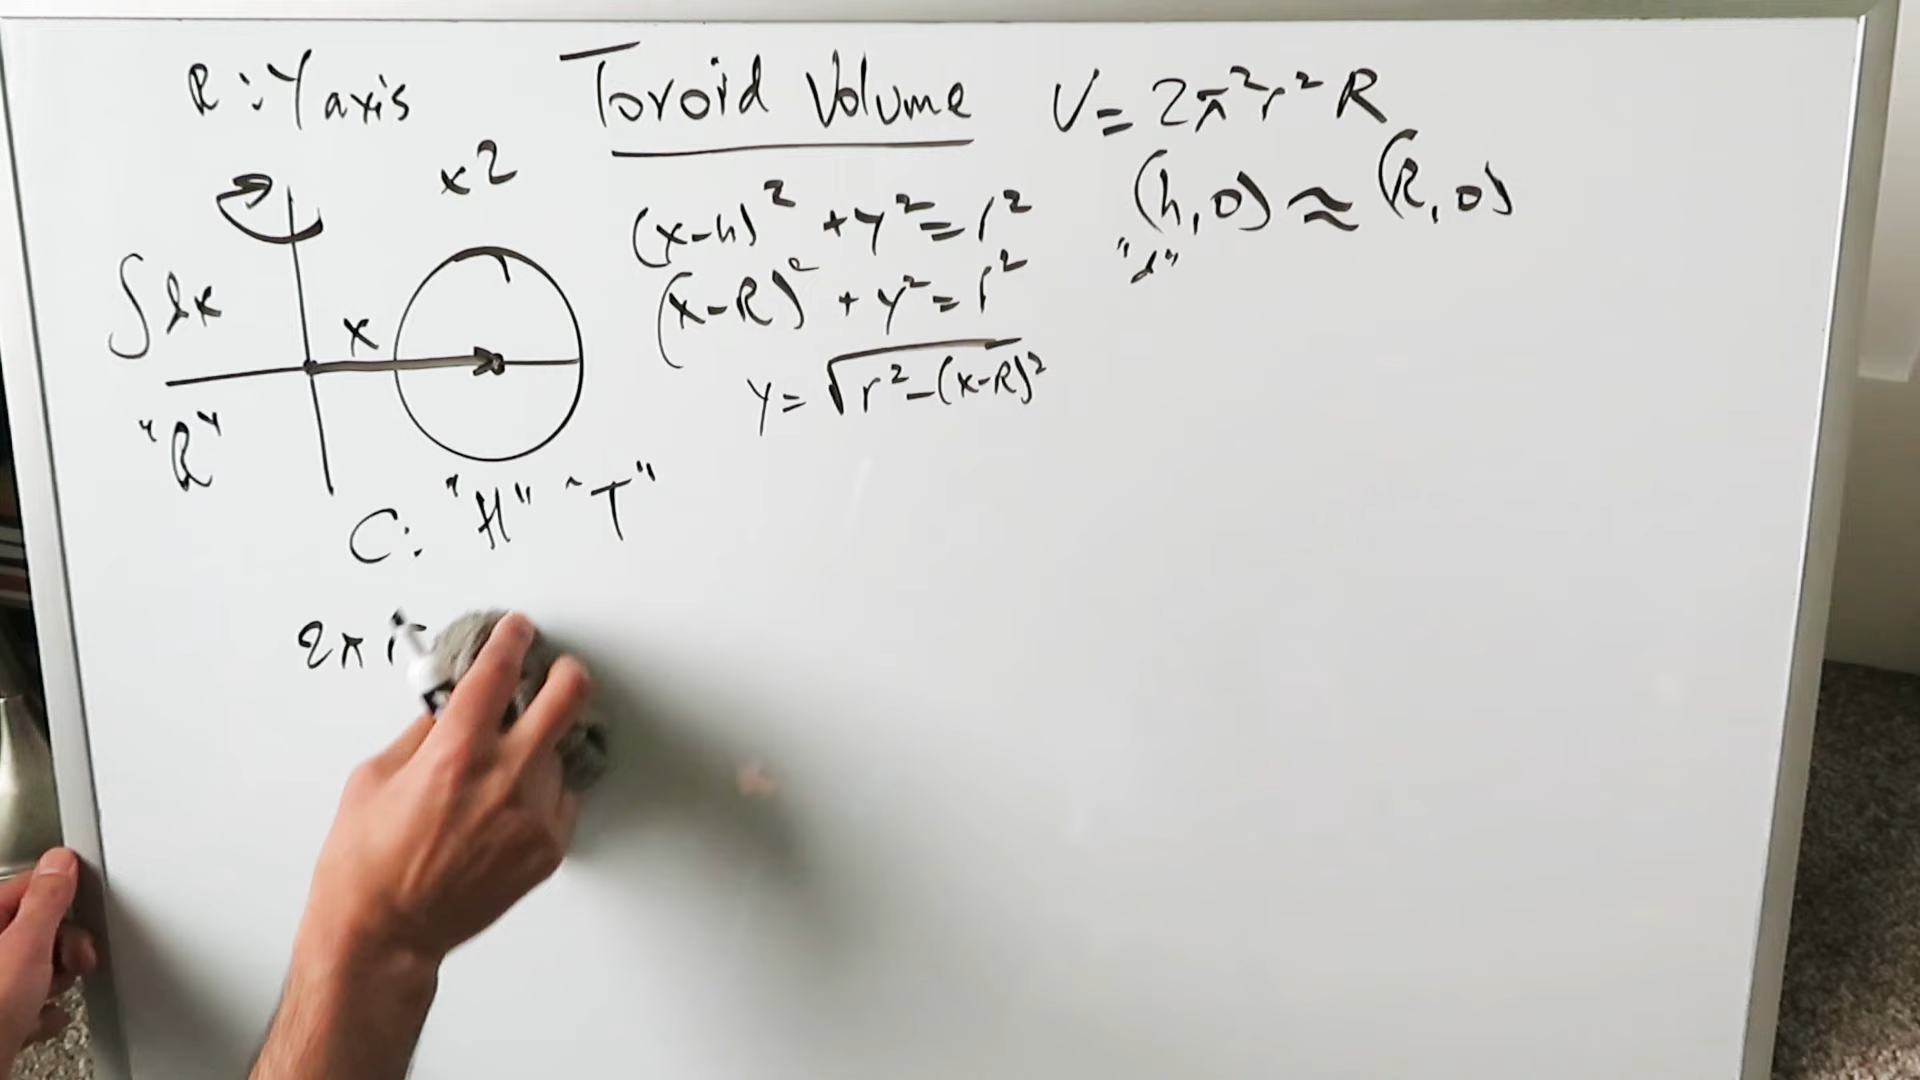 R: Y axis
Toroid Volume
V = 2π²r²R
x2
(x-h)² + y² = r²
(h,0) ≈ (R,0)
"d"
∫dx
x
(x-R)² + y² = r²
y = √r²-(x-R)²
"R"
C: "H" "T"
2πr